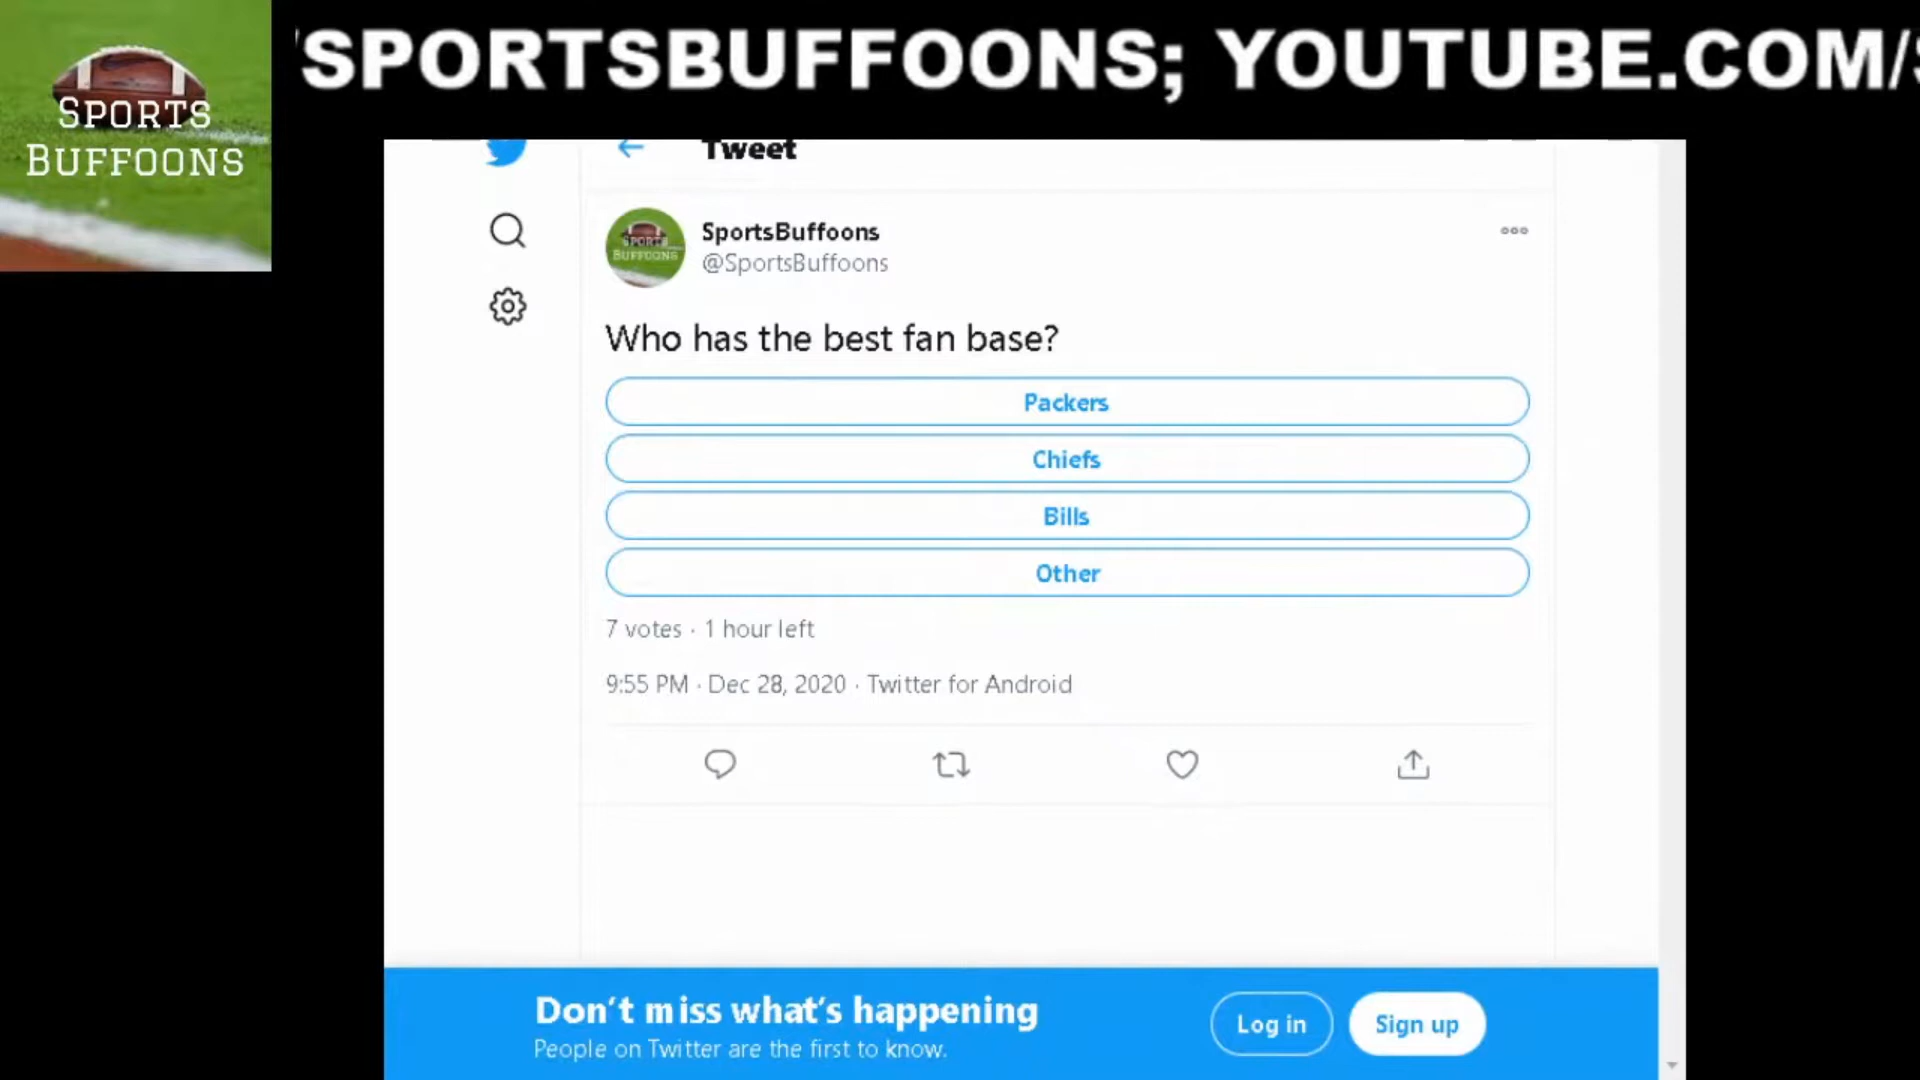 SPORTS
BUFFOONS
SPORTSBUFFOONS; YOUTUBE.COM/
Tweet
SPORTS
BUFFOONS
SportsBuffoons
@SportsBuffoons
Who has the best fan base?
Packers
Chiefs
Bills
Other
7 votes · 1 hour left
9:55 PM · Dec 28, 2020 · Twitter for Android
Don't miss what's happening
People on Twitter are the first to know.
Log in
Sign up